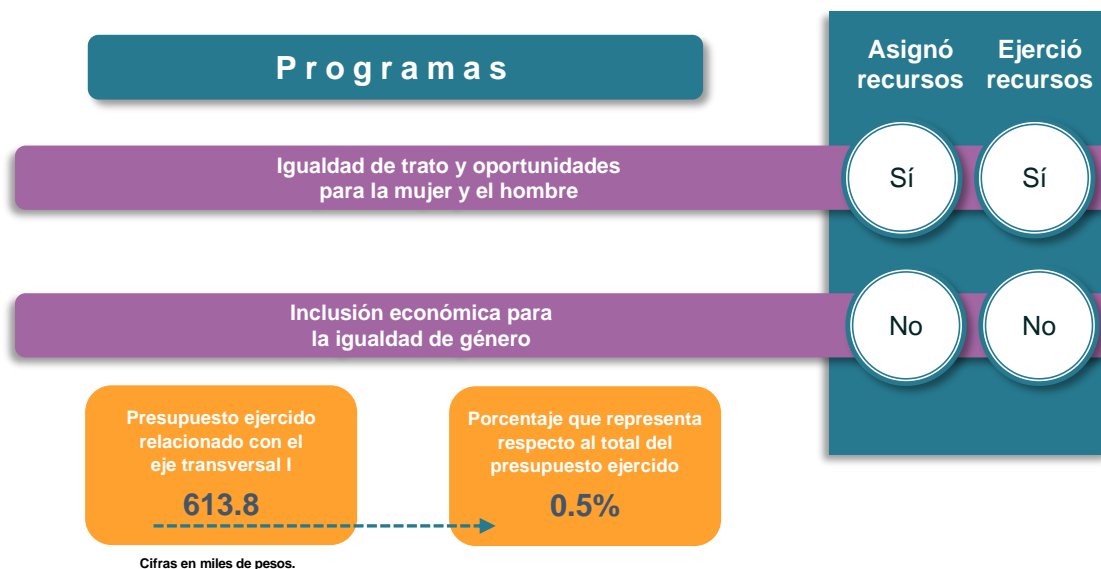 Programas
Asignó
recursos
Ejerció
recursos
Igualdad de trato y oportunidades
para la mujer y el hombre
Sí
Sí
Inclusión económica para
la igualdad de género
No
No
Presupuesto ejercido
relacionado con el
eje transversal I
613.8
Porcentaje que representa
respecto al total del
presupuesto ejercido
0.5%
Cifras en miles de pesos.